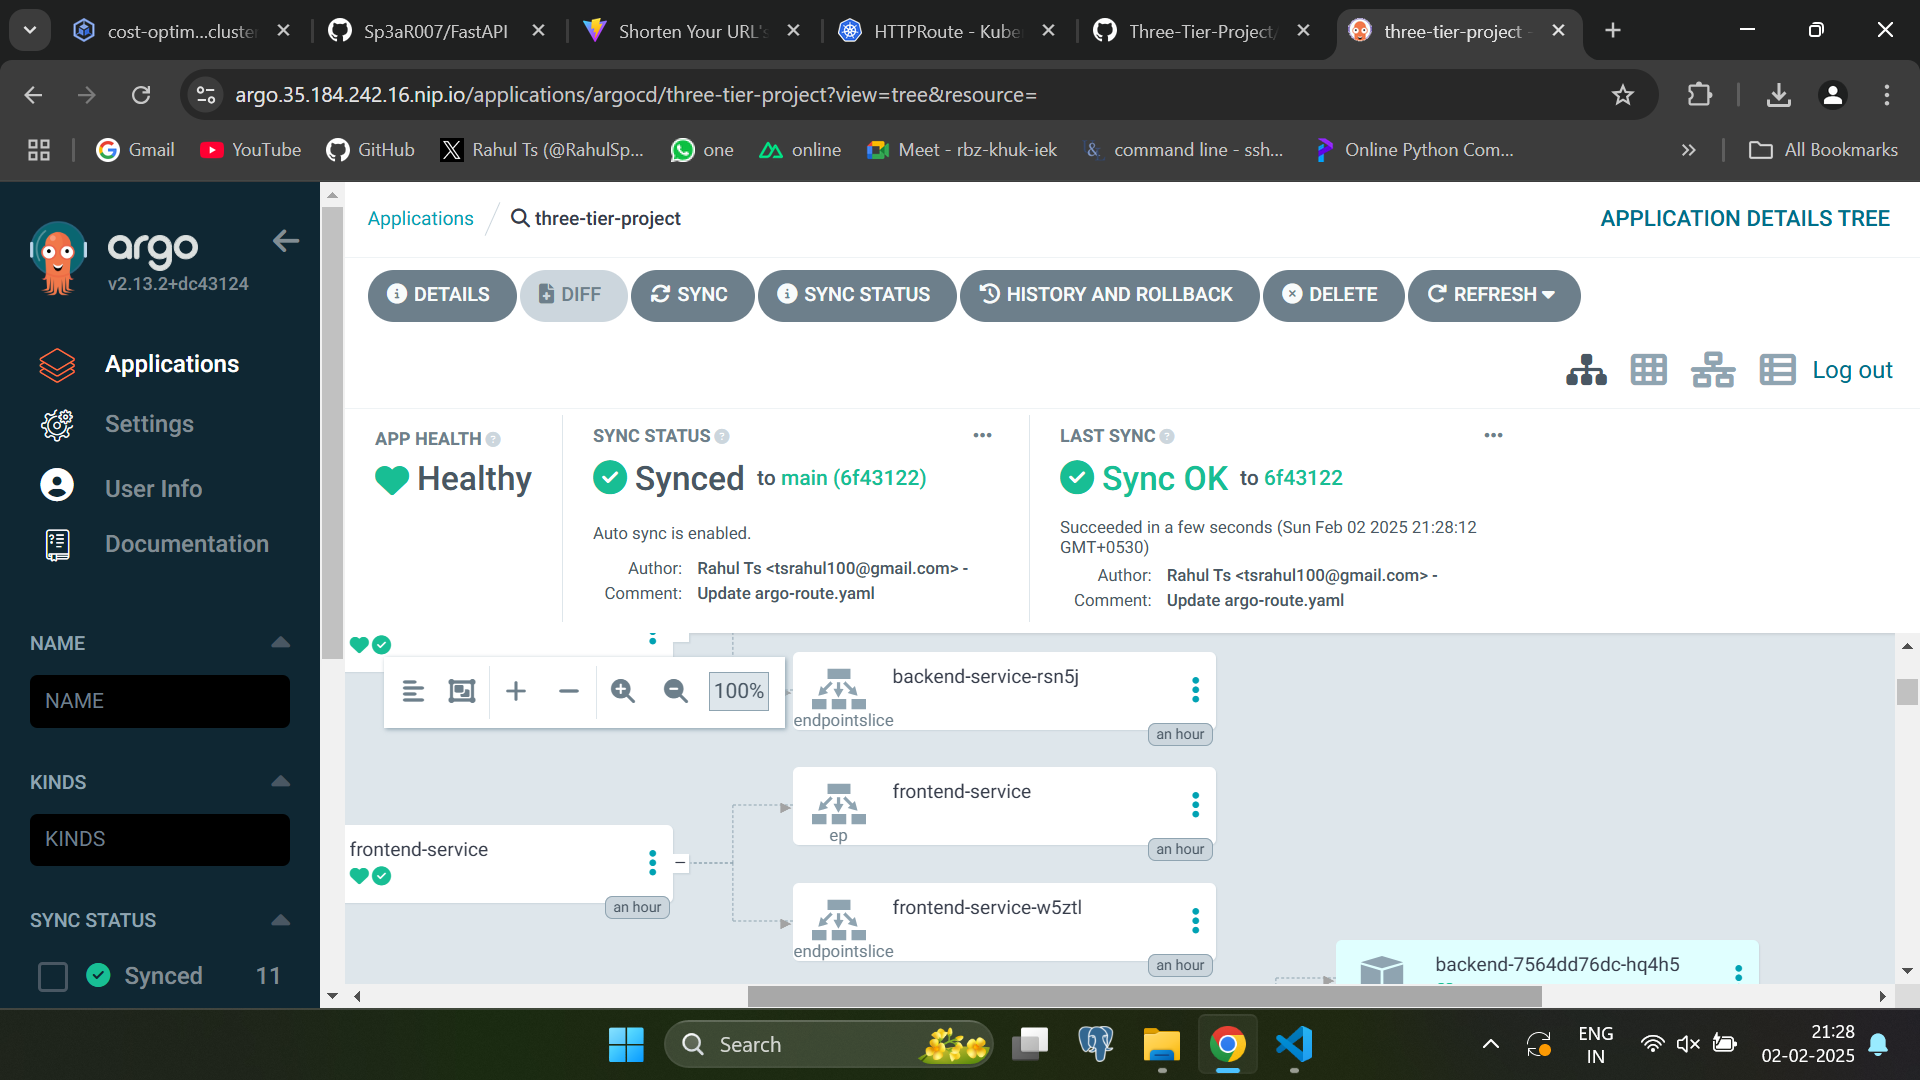 cost-optim...cluste
Sp3aR007/FastAPI
Shorten Your URL's
HTTPRoute - Kube
Three-Tier-Project/
three-tier-project -
argo.35.184.242.16.nip.io/applications/argocd/three-tier-project?view=tree&resource=
Gmail
YouTube
GitHub
Rahul Ts (@RahulSp...
one
online
Meet - rbz-khuk-iek
command line - ssh...
Online Python Com...
All Bookmarks
argo
v2.13.2+dc43124
Applications
Settings
User Info
Documentation
NAME
NAME
KINDS
KINDS
SYNC STATUS
Synced 11
Applications / three-tier-project
APPLICATION DETAILS TREE
DETAILS
DIFF
SYNC
SYNC STATUS
HISTORY AND ROLLBACK
DELETE
REFRESH
Log out
APP HEALTH
Healthy
SYNC STATUS
Synced to main (6f43122)
Auto sync is enabled.
Author: Rahul Ts <tsrahul100@gmail.com> -
Comment: Update argo-route.yaml
LAST SYNC
Sync OK to 6f43122
Succeeded in a few seconds (Sun Feb 02 2025 21:28:12
GMT+0530)
Author: Rahul Ts <tsrahul100@gmail.com> -
Comment: Update argo-route.yaml
100%
backend-service-rsn5j
endpointslice
an hour
frontend-service
ep
an hour
frontend-service
an hour
frontend-service-w5ztl
endpointslice
an hour
backend-7564dd76dc-hq4h5
Search
ENG
IN
21:28
02-02-2025